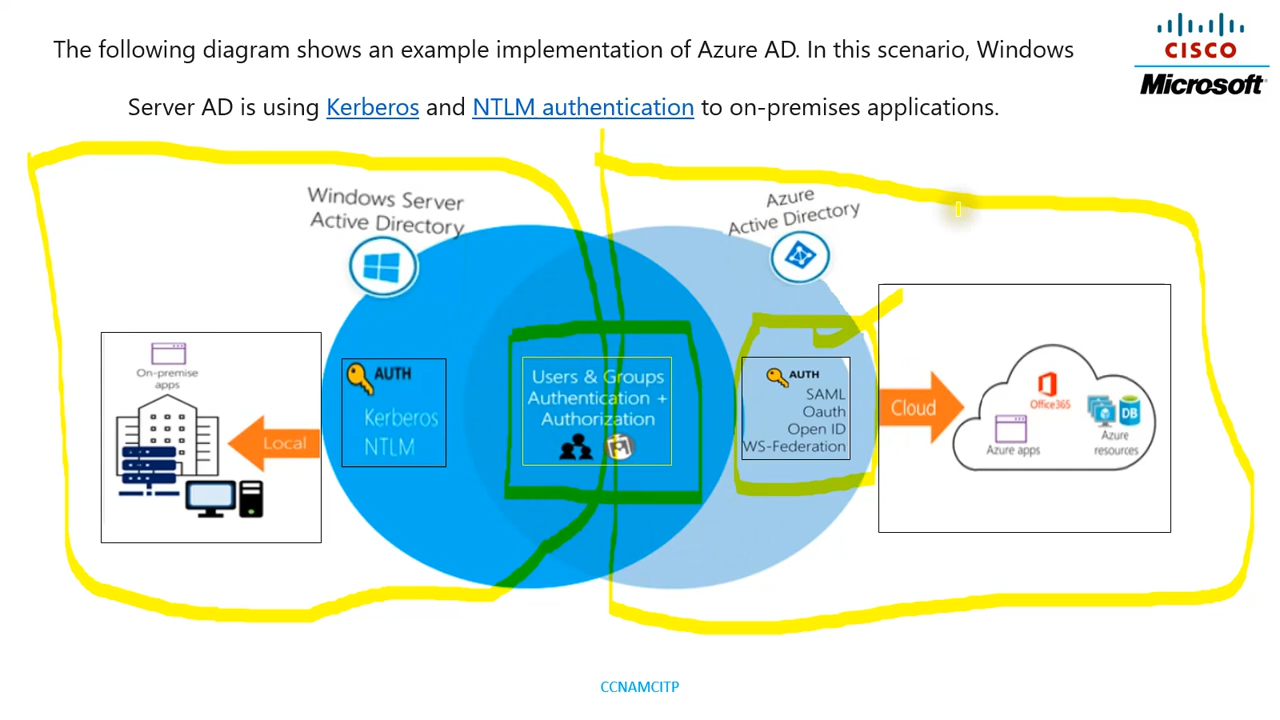 The following diagram shows an example implementation of Azure AD. In this scenario, Windows
Server AD is using Kerberos and NTLM authentication to on-premises applications.
CISCO
Microsoft
Windows Server
Active Directory
Azure
Active Directory
On-premise
apps
Local
AUTH
Kerberos
NTLM
Users & Groups
Authentication +
Authorization
AUTH
SAML
Oauth
Open ID
WS-Federation
Cloud
Office365
Azure apps
DB
Azure
resources
CCNAMCITP